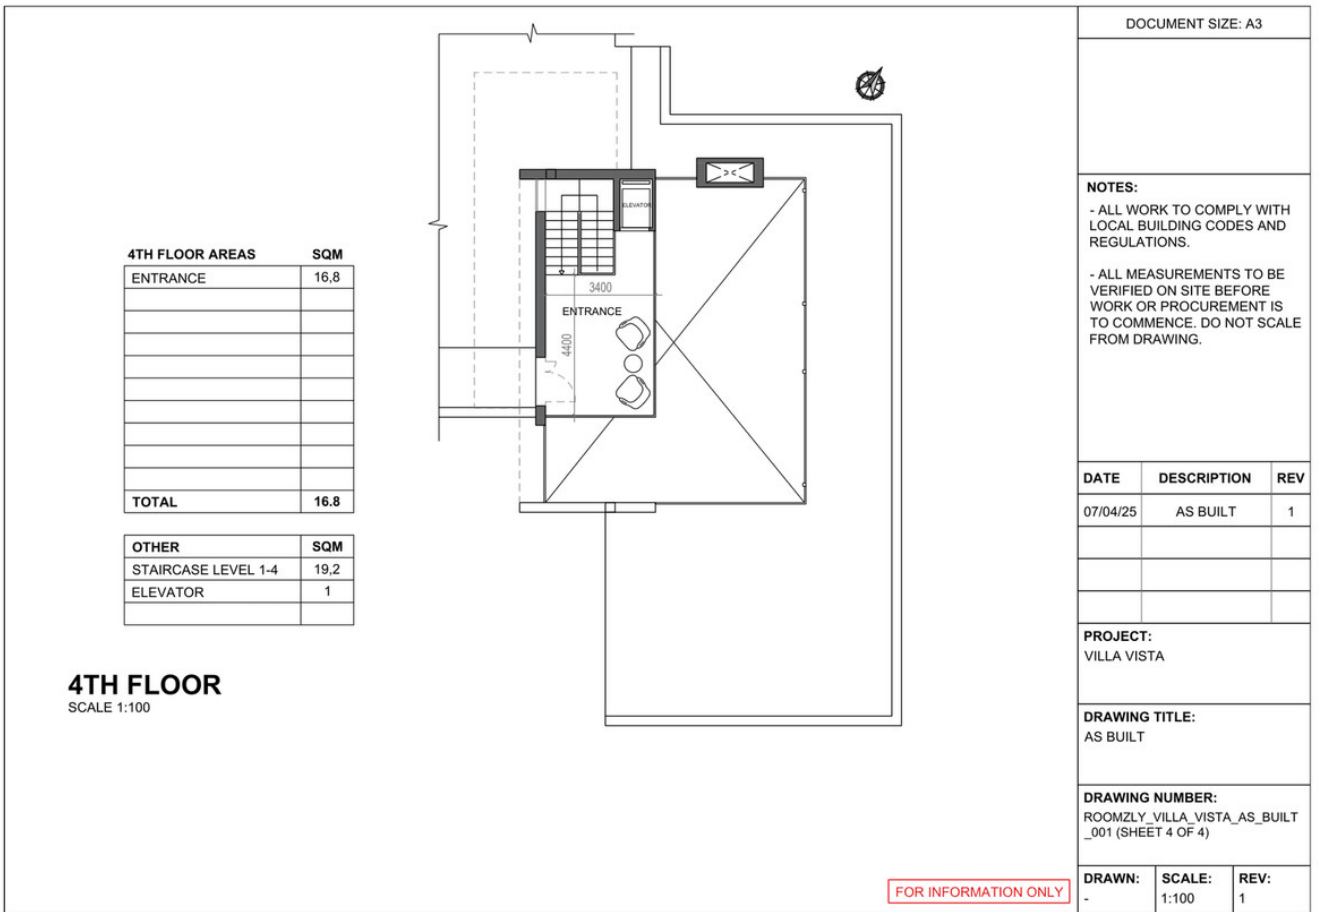 DOCUMENT SIZE: A3
NOTES:
- ALL WORK TO COMPLY WITH
LOCAL BUILDING CODES AND
REGULATIONS.
- ALL MEASUREMENTS TO BE
VERIFIED ON SITE BEFORE
WORK OR PROCUREMENT IS
TO COMMENCE. DO NOT SCALE
FROM DRAWING.
4TH FLOOR AREAS SQM
ENTRANCE 16,8
TOTAL 16.8
OTHER SQM
STAIRCASE LEVEL 1-4 19,2
ELEVATOR 1
4TH FLOOR
SCALE 1:100
ELEVATOR
3400
ENTRANCE
4400
DATE DESCRIPTION REV
07/04/25 AS BUILT 1
PROJECT:
VILLA VISTA
DRAWING TITLE:
AS BUILT
DRAWING NUMBER:
ROOMZLY_VILLA_VISTA_AS_BUILT
_001 (SHEET 4 OF 4)
DRAWN: SCALE: REV:
- 1:100 1
FOR INFORMATION ONLY